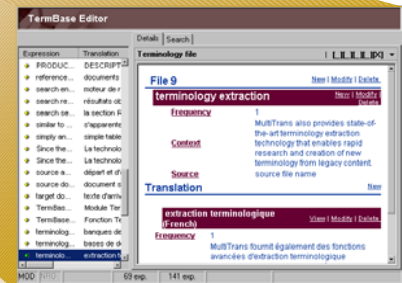 TermBase Editor
Details Search
Expression Translation
Terminology file
PRODUC... DESCRIPT
reference... documents
search en... moteur de r
search re... résultats ob
search se... la section R
similar to ... s'apparente
simply an... simple table
Since the... La technolo
Since the... La technolo
source a... départ et d'
source do... document s
target do... texte d'arriv
TermBas... Module Ter
TermBase... Fonction Te
terminolog... banques de
terminolog... bases de d
terminolo... extraction t
File 9 New | Modify | Delete
terminology extraction New | Modify | Delete
Frequency 1
MultiTrans also provides state-of-
the-art terminology extraction
Context technology that enables rapid
research and creation of new
terminology from legacy content.
Source source file name
Translation New
extraction terminologique
(French) View | Modify | Delete
Frequency 1
MultiTrans fournit également des fonctions
avancées d'extraction terminologique
MOD NRO 69 exp. 141 exp.